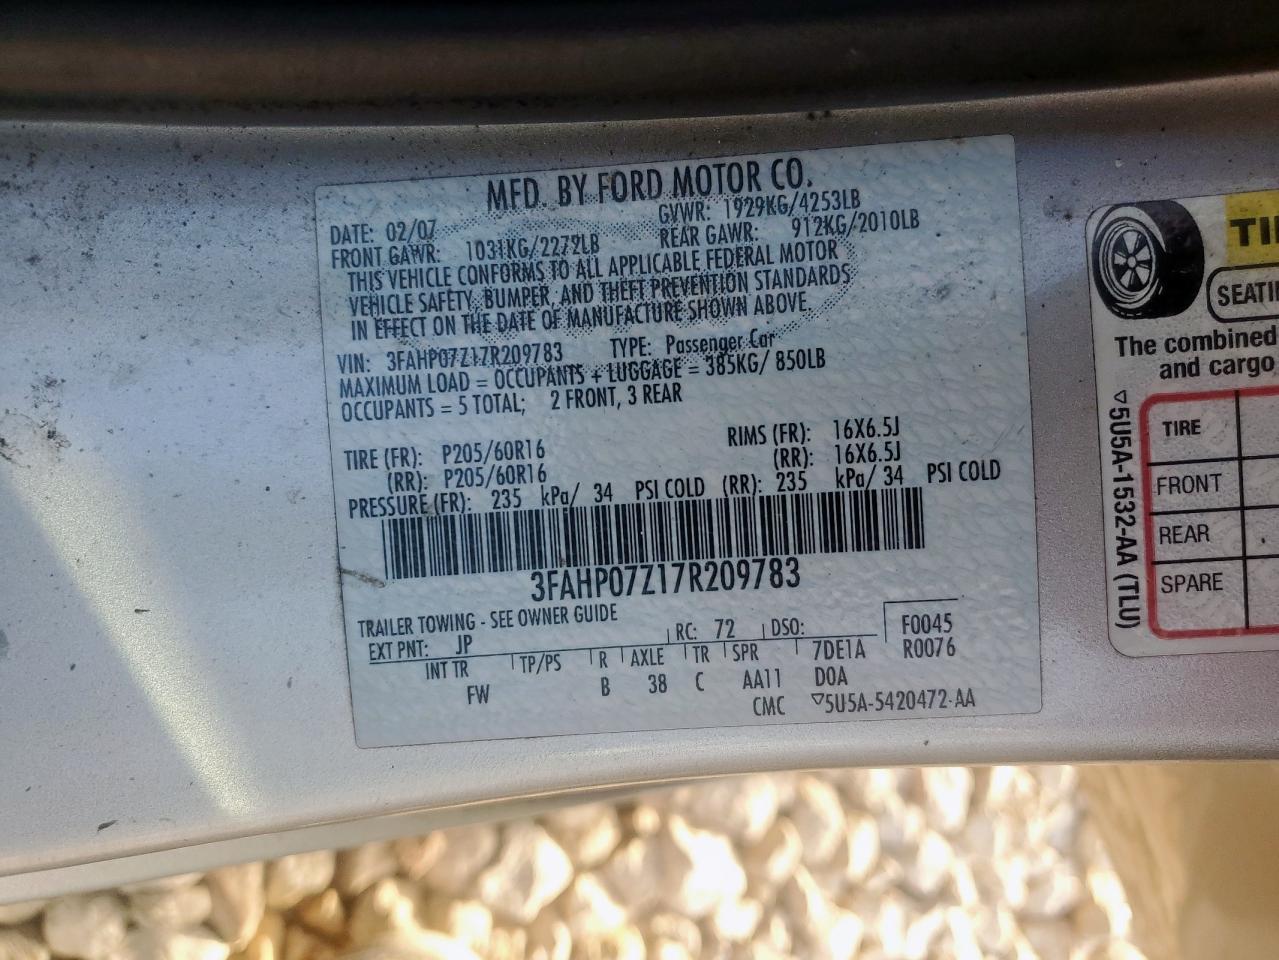 MFD. BY FORD MOTOR CO.
DATE: 02/07 GVWR: 1929KG/4253LB
FRONT GAWR: 1031KG/2272LB REAR GAWR: 912KG/2010LB
THIS VEHICLE CONFORMS TO ALL APPLICABLE FEDERAL MOTOR
VEHICLE SAFETY, BUMPER, AND THEFT PREVENTION STANDARDS
IN EFFECT ON THE DATE OF MANUFACTURE SHOWN ABOVE.
VIN: 3FAHP07Z17R209783 TYPE: Passenger Car
MAXIMUM LOAD = OCCUPANTS + LUGGAGE = 385KG/ 850LB
OCCUPANTS = 5 TOTAL; 2 FRONT, 3 REAR
TIRE (FR): P205/60R16 RIMS (FR): 16X6.5J
(RR): P205/60R16 (RR): 16X6.5J
PRESSURE (FR): 235 kPa/ 34 PSI COLD (RR): 235 kPa/ 34 PSI COLD
3FAHP07Z17R209783
TRAILER TOWING - SEE OWNER GUIDE
EXT PNT: JP RC: 72 DSO: F0045
INT TR TP/PS R AXLE TR SPR 7DE1A R0076
FW B 38 C AA11 DOA
CMC ▽5U5A-5420472-AA
SEATI
The combined
and cargo
▽5U5A-1532-AA (TLU)
TIRE
FRONT
REAR
SPARE